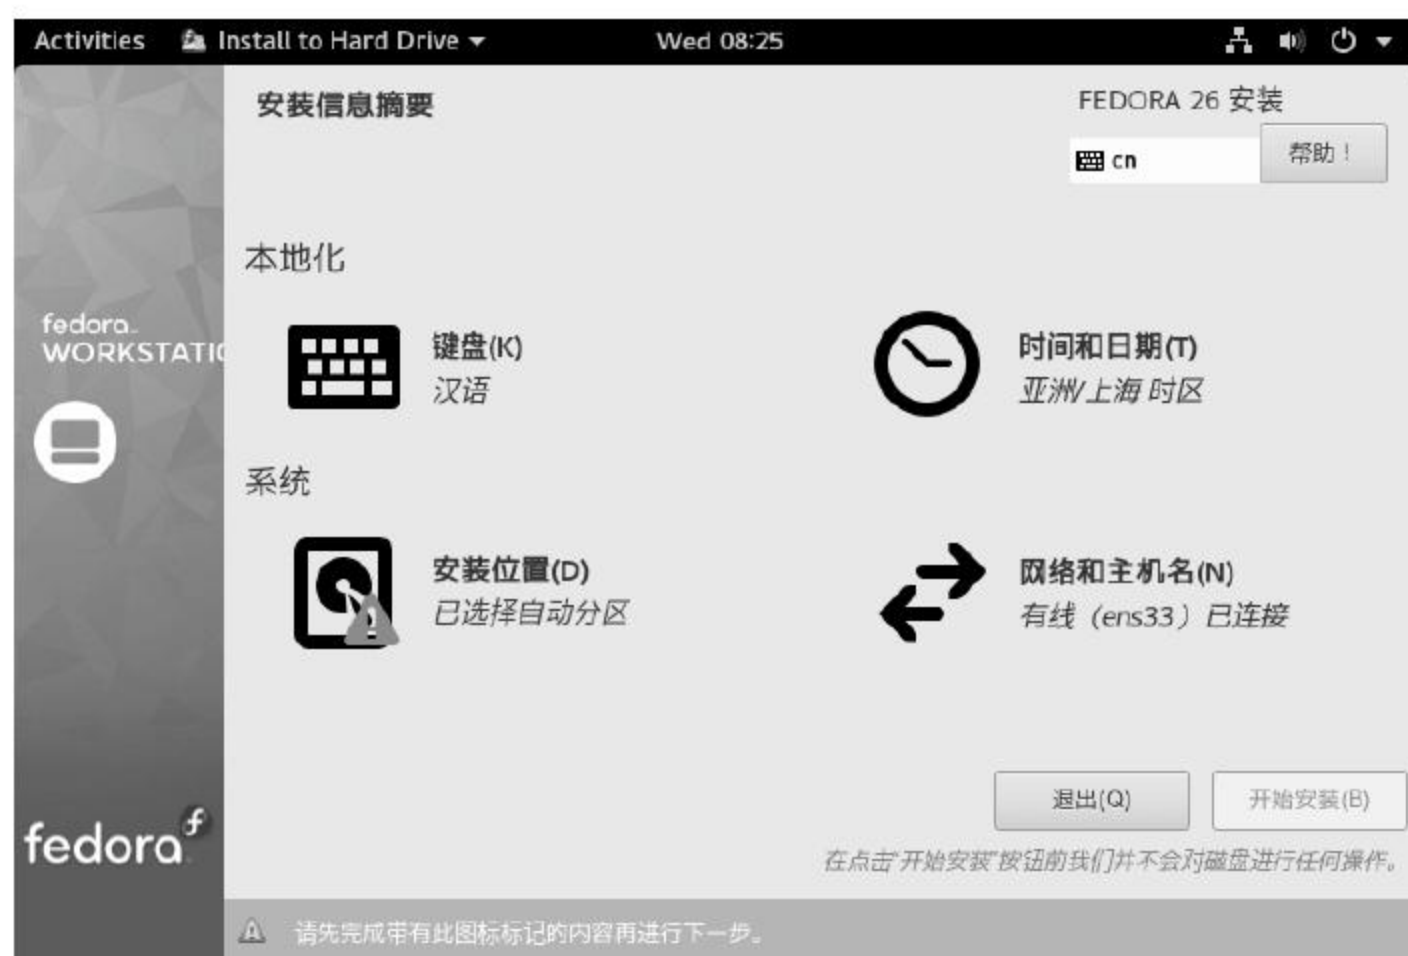 Activities Install to Hard Drive Wed 08:25
安装信息摘要
FEDORA 26 安装
cn
帮助！
本地化
键盘(K)
汉语
时间和日期(T)
亚洲/上海 时区
fedora
WORKSTATIO
系统
安装位置(D)
已选择自动分区
网络和主机名(N)
有线（ens33）已连接
退出(Q)
开始安装(B)
在点击“开始安装”按钮前我们并不会对磁盘进行任何操作。
fedora
请先完成带有此图标标记的内容再进行下一步。